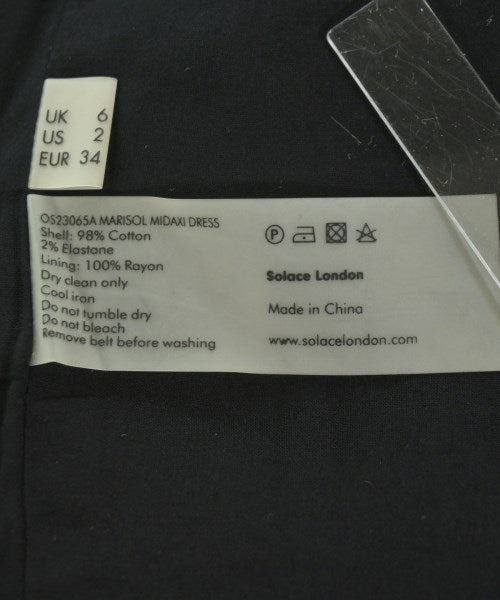 UK 6
US 2
EUR 34
OS23065A MARISOL MIDAXI DRESS
Shell: 98% Cotton
2% Elastane
Lining: 100% Rayon
Dry clean only
Cool iron
Do not tumble dry
Do not bleach
Remove belt before washing
P
Solace London
Made in China
www.solacelondon.com